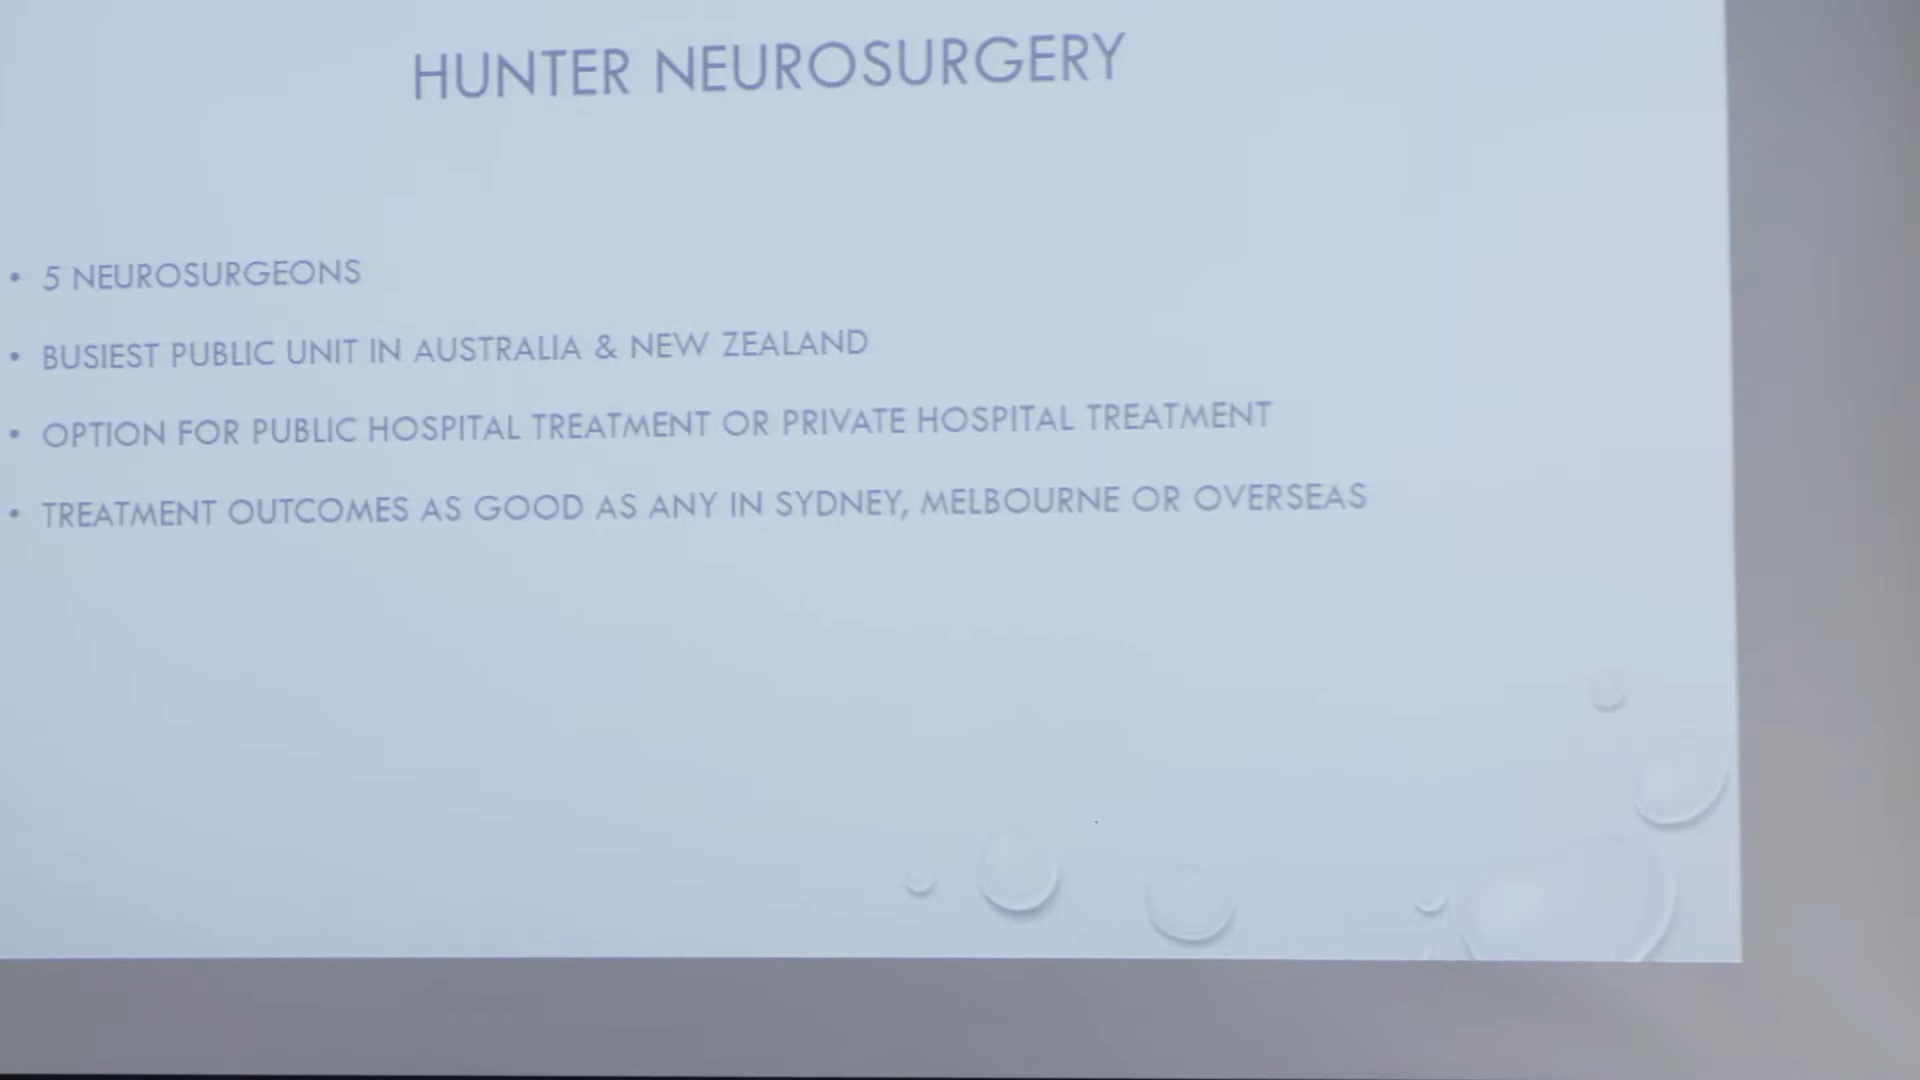 HUNTER NEUROSURGERY
• 5 NEUROSURGEONS
• BUSIEST PUBLIC UNIT IN AUSTRALIA & NEW ZEALAND
• OPTION FOR PUBLIC HOSPITAL TREATMENT OR PRIVATE HOSPITAL TREATMENT
• TREATMENT OUTCOMES AS GOOD AS ANY IN SYDNEY, MELBOURNE OR OVERSEAS